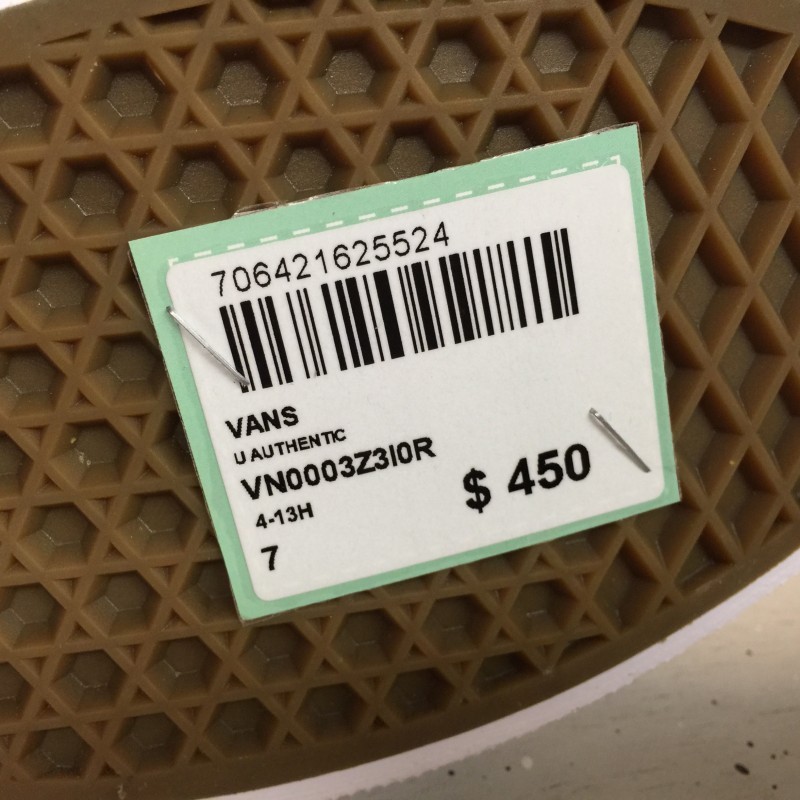 706421625524
VANS
U AUTHENTIC
VN0003Z3I0R
4-13H
$ 450
7